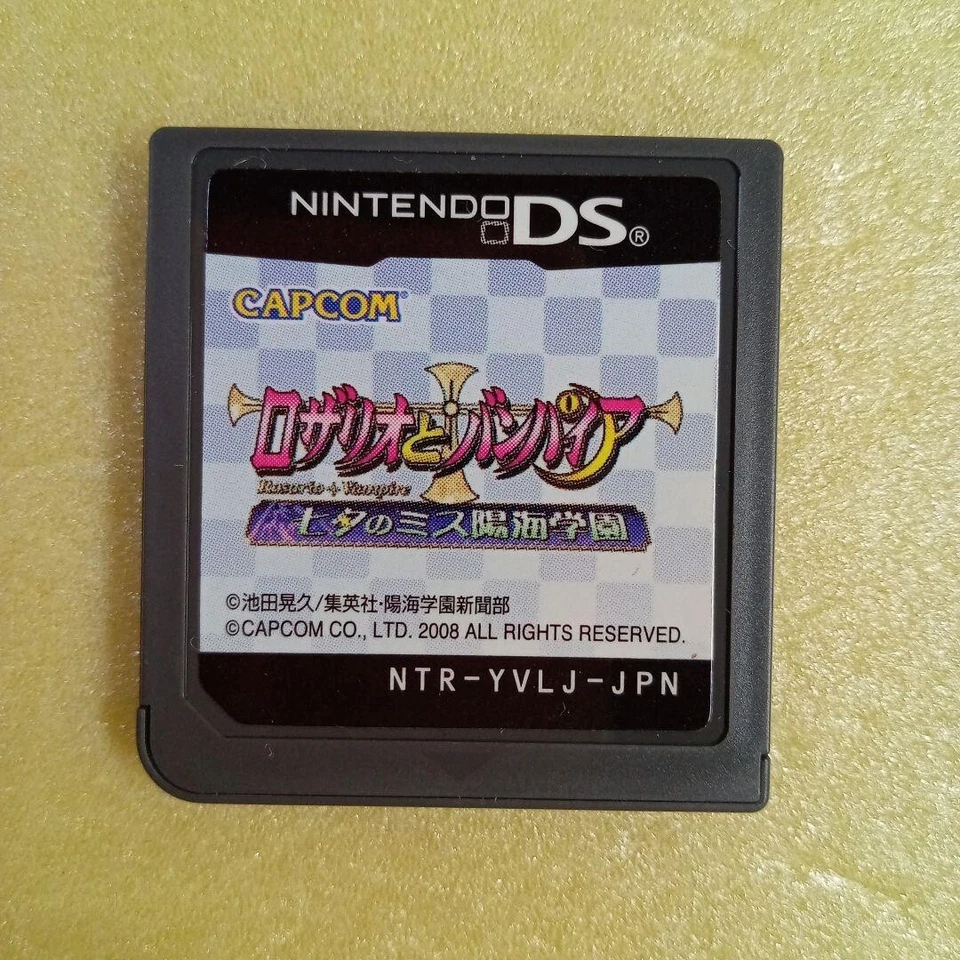 NINTENDO DS®
CAPCOM®
ロザリオとバンパイア
Rosario+Vampire
七夕のミス陽海学園
©池田晃久/集英社・陽海学園新聞部
©CAPCOM CO., LTD. 2008 ALL RIGHTS RESERVED.
NTR-YVLJ-JPN